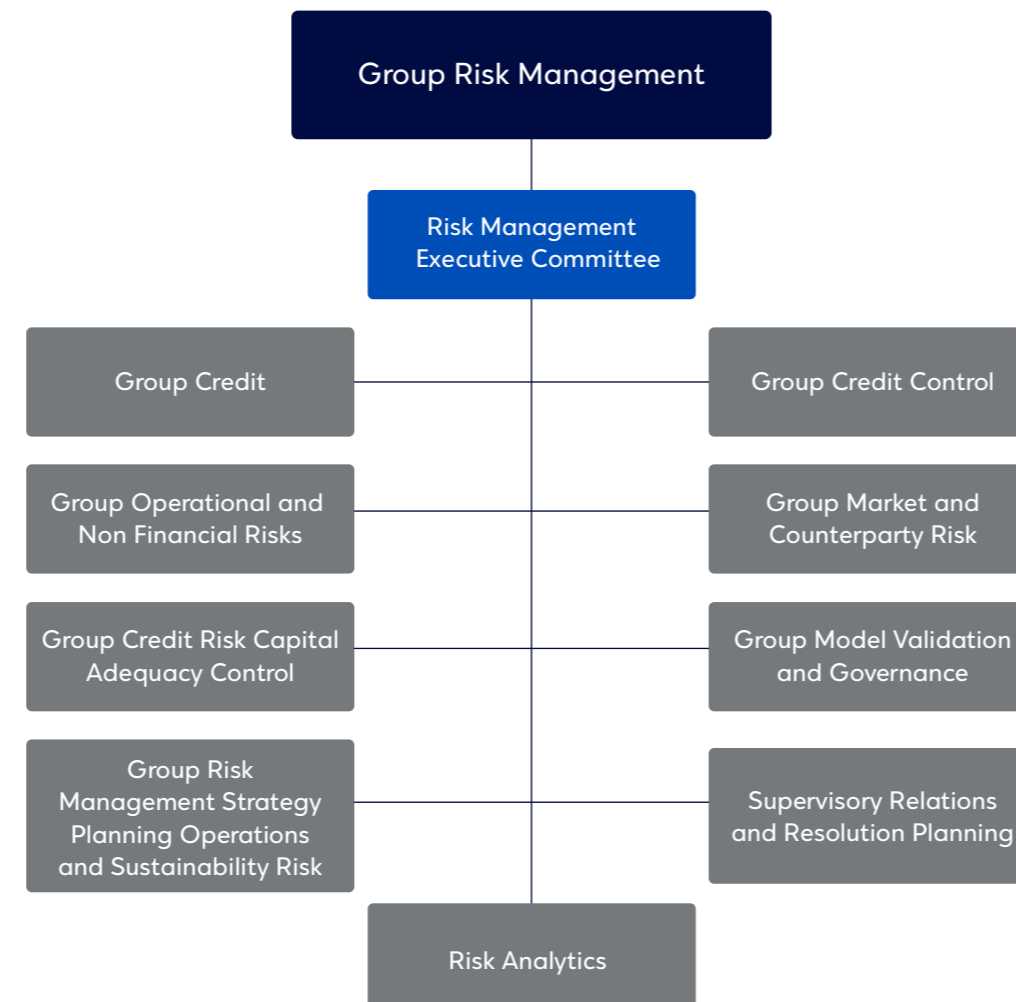 Group Risk Management
Risk Management
Executive Committee
Group Credit
Group Credit Control
Group Operational and
Non Financial Risks
Group Market and
Counterparty Risk
Group Credit Risk Capital
Adequacy Control
Group Model Validation
and Governance
Group Risk
Management Strategy
Planning Operations
and Sustainability Risk
Supervisory Relations
and Resolution Planning
Risk Analytics